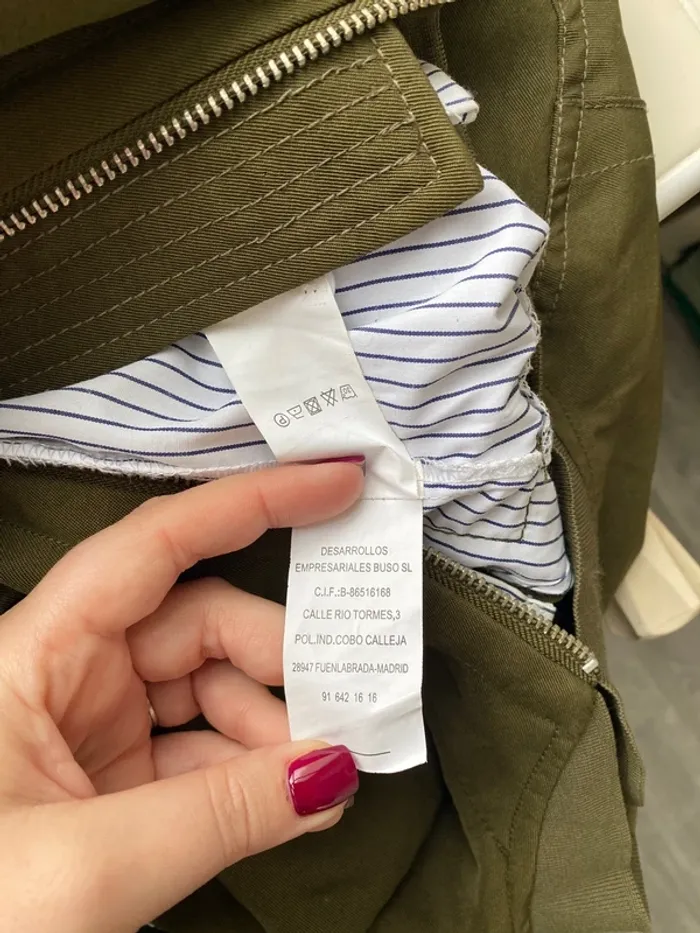 DESARROLLOS
EMPRESARIALES BUSO SL
C.I.F.:B-86516168
CALLE RIO TORMES,3
POL.IND.COBO CALLEJA
28947 FUENLABRADA-MADRID
91 642 16 16